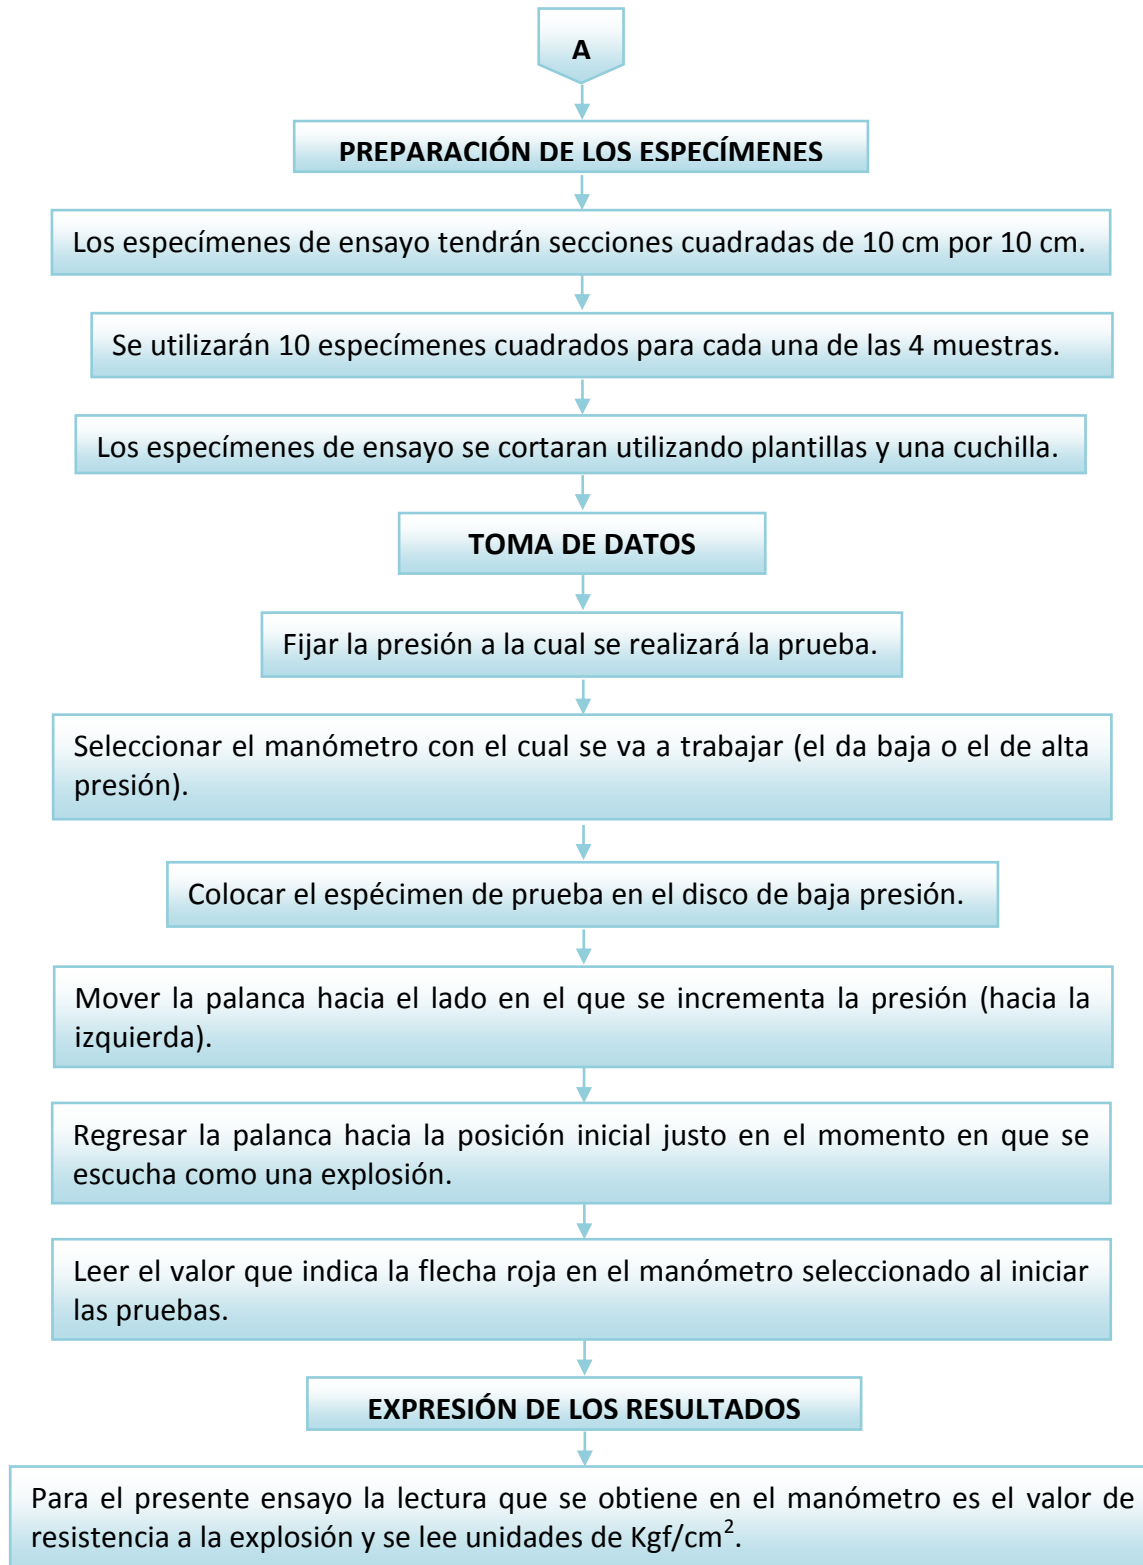 A
PREPARACIÓN DE LOS ESPECÍMENES
Los especímenes de ensayo tendrán secciones cuadradas de 10 cm por 10 cm.
Se utilizarán 10 especímenes cuadrados para cada una de las 4 muestras.
Los especímenes de ensayo se cortaran utilizando plantillas y una cuchilla.
TOMA DE DATOS
Fijar la presión a la cual se realizará la prueba.
Seleccionar el manómetro con el cual se va a trabajar (el da baja o el de alta
presión).
Colocar el espécimen de prueba en el disco de baja presión.
Mover la palanca hacia el lado en el que se incrementa la presión (hacia la
izquierda).
Regresar la palanca hacia la posición inicial justo en el momento en que se
escucha como una explosión.
Leer el valor que indica la flecha roja en el manómetro seleccionado al iniciar
las pruebas.
EXPRESIÓN DE LOS RESULTADOS
Para el presente ensayo la lectura que se obtiene en el manómetro es el valor de
resistencia a la explosión y se lee unidades de Kgf/cm².